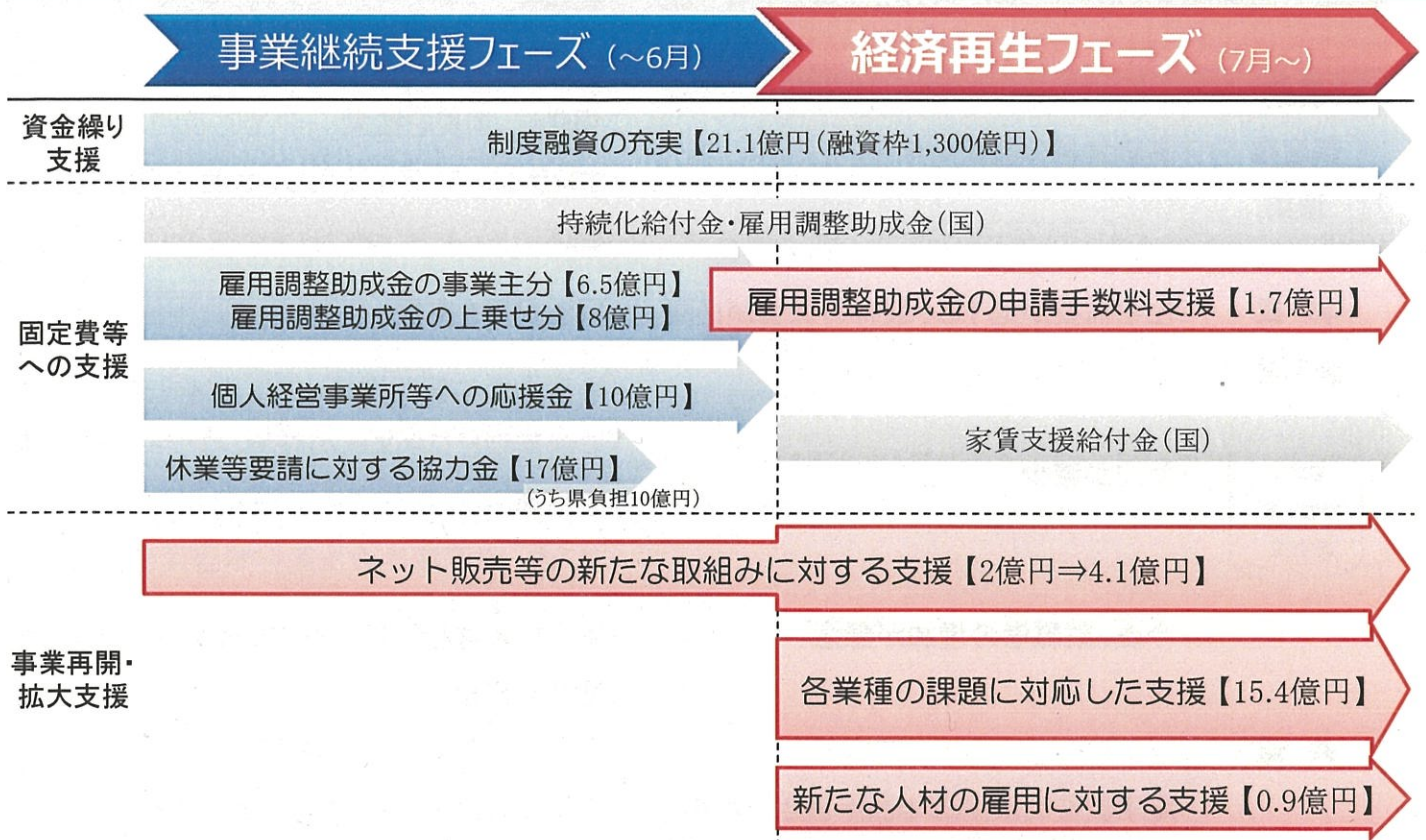 事業継続支援フェーズ（～6月）
経済再生フェーズ（7月～）
資金繰り
支援
制度融資の充実【21.1億円（融資枠1,300億円）】
固定費等
への支援
持続化給付金・雇用調整助成金（国）
雇用調整助成金の事業主分【6.5億円】
雇用調整助成金の上乗せ分【8億円】
雇用調整助成金の申請手数料支援【1.7億円】
個人経営事業所等への応援金【10億円】
家賃支援給付金（国）
休業等要請に対する協力金【17億円】
（うち県負担10億円）
事業再開・
拡大支援
ネット販売等の新たな取組みに対する支援【2億円⇒4.1億円】
各業種の課題に対応した支援【15.4億円】
新たな人材の雇用に対する支援【0.9億円】